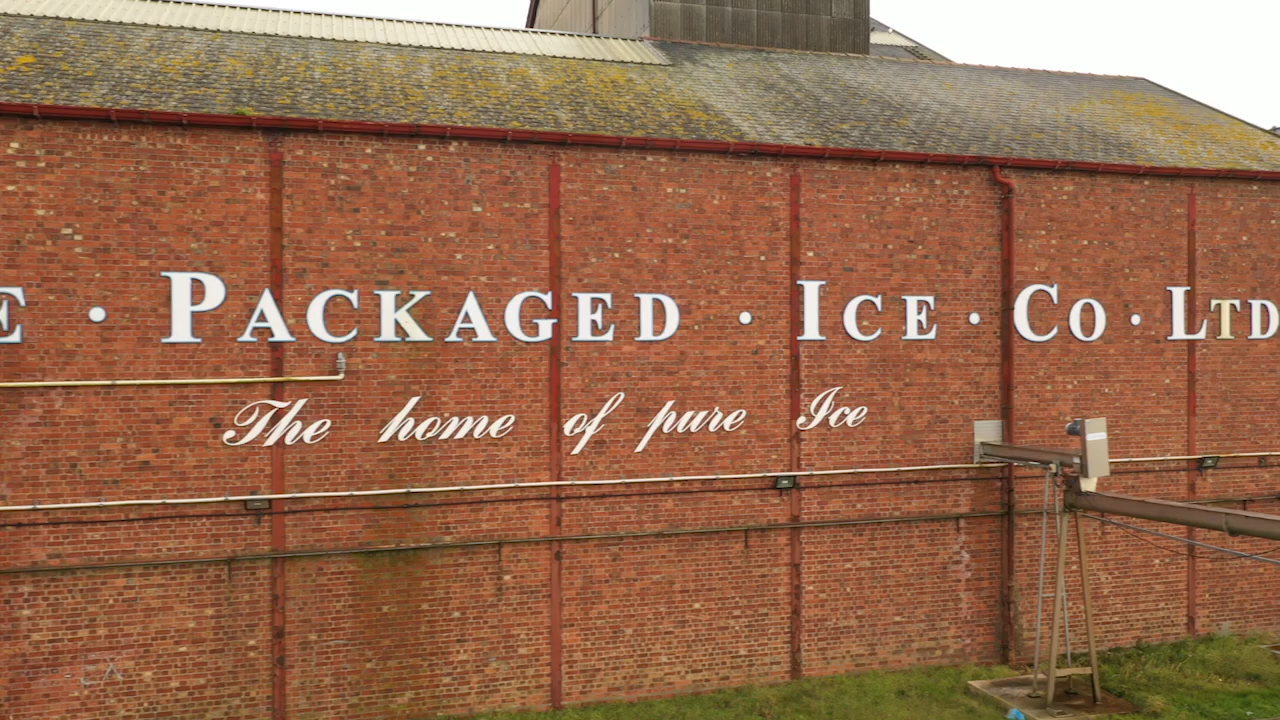 E · PACKAGED · ICE · CO · LTD
The home of pure Ice